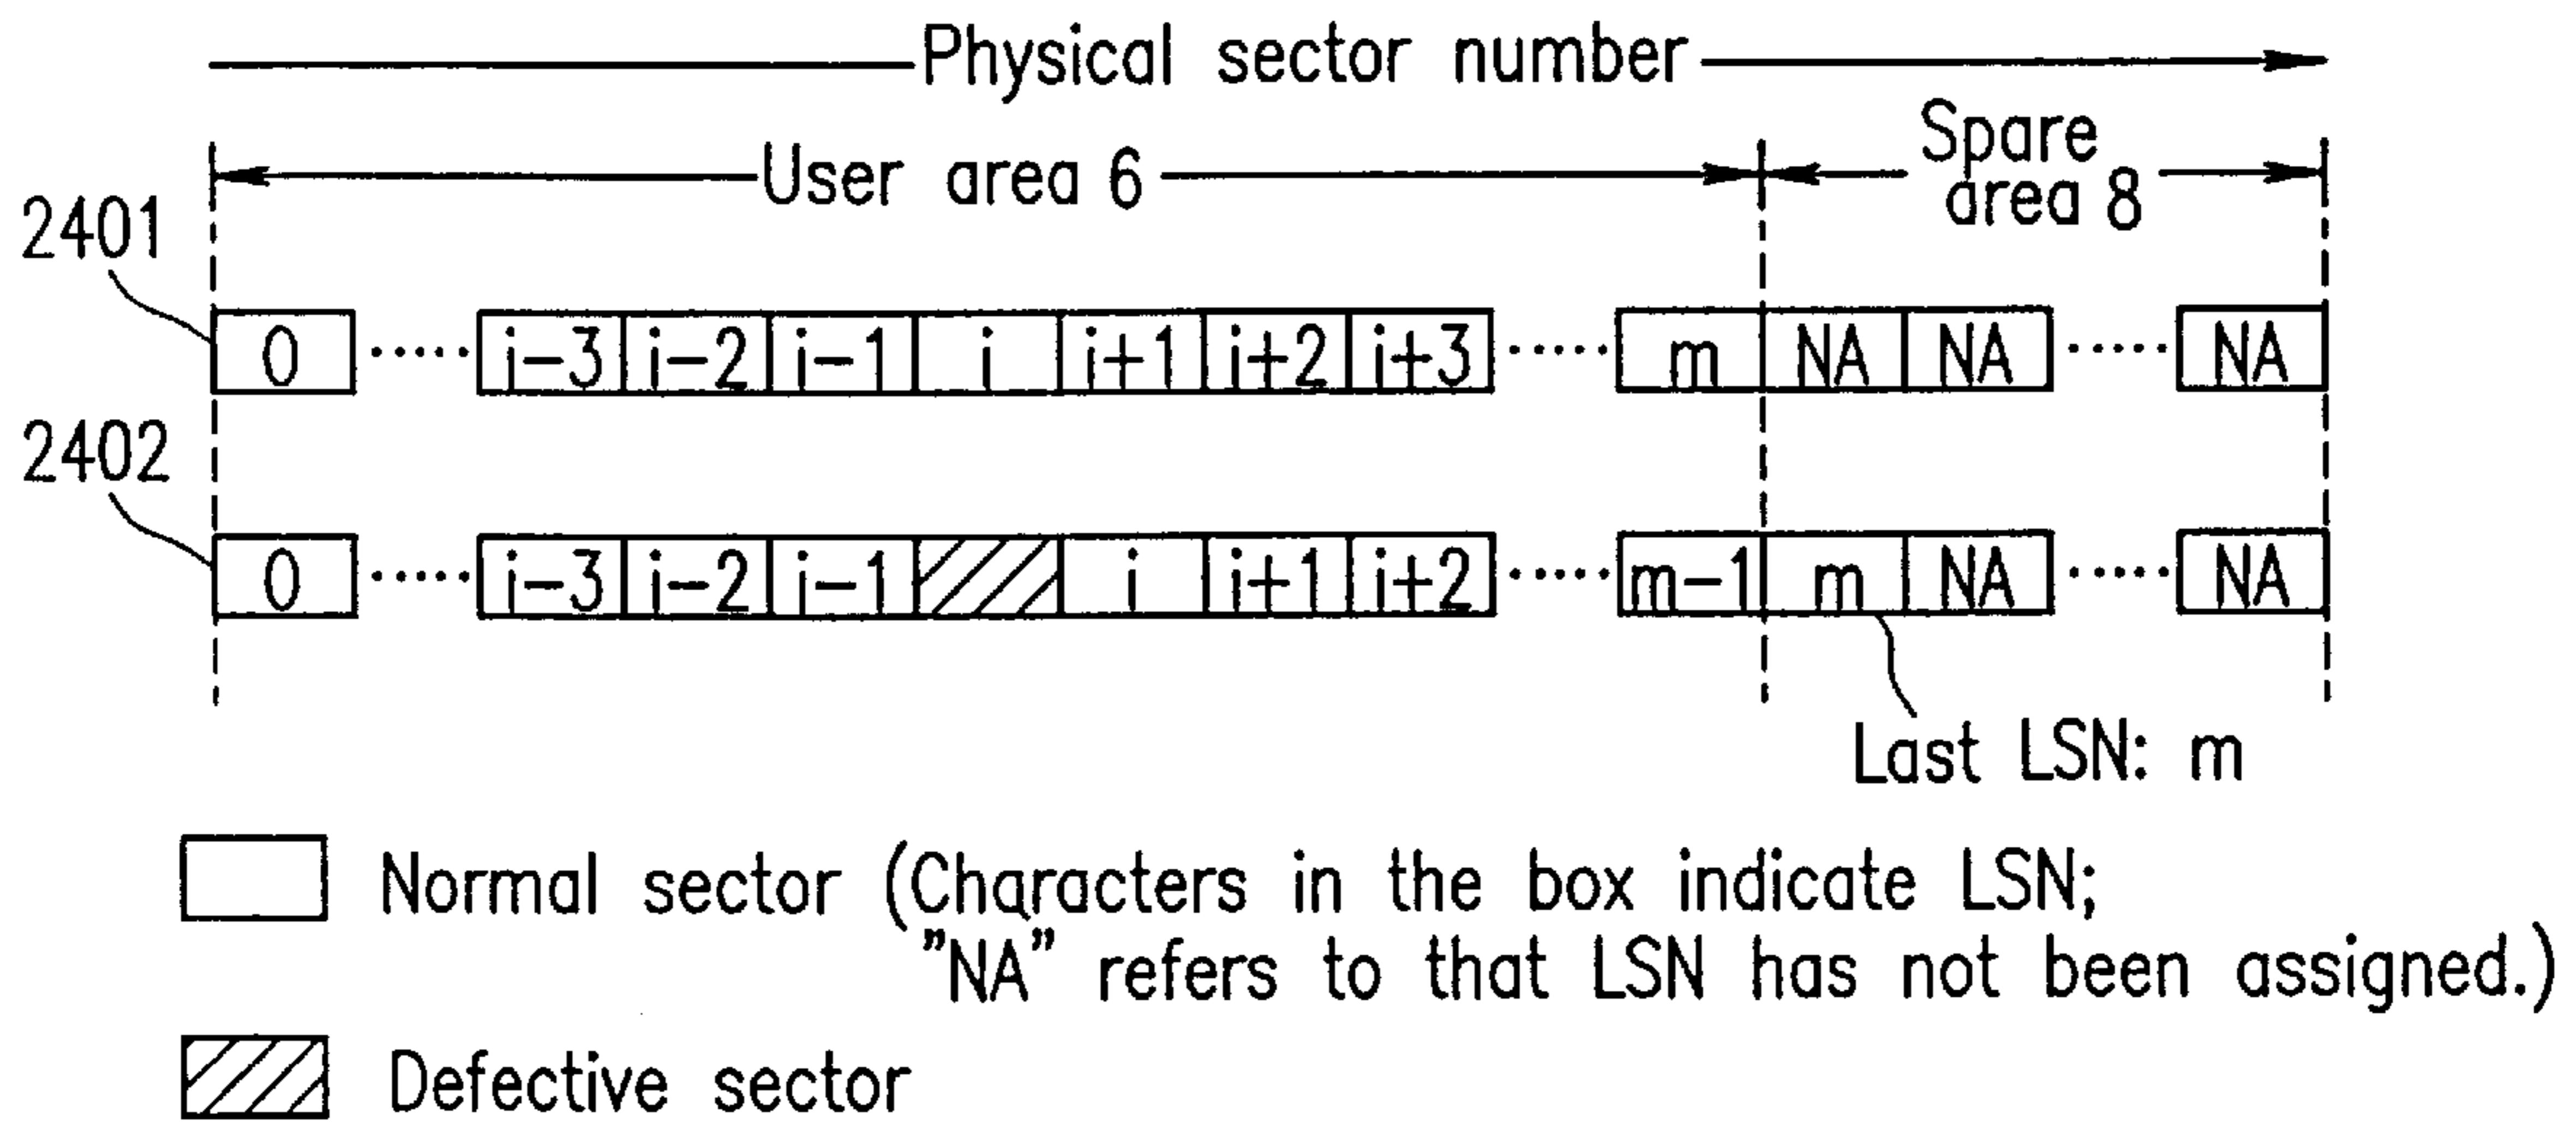 Physical sector number
User area 6
Spare
area 8
2401
0 ..... i-3 i-2 i-1 i i+1 i+2 i+3 ..... m NA NA ..... NA
2402
0 ..... i-3 i-2 i-1 i i+1 i+2 ..... m-1 m NA ..... NA
Last LSN: m
Normal sector (Characters in the box indicate LSN;
"NA" refers to that LSN has not been assigned.)
Defective sector